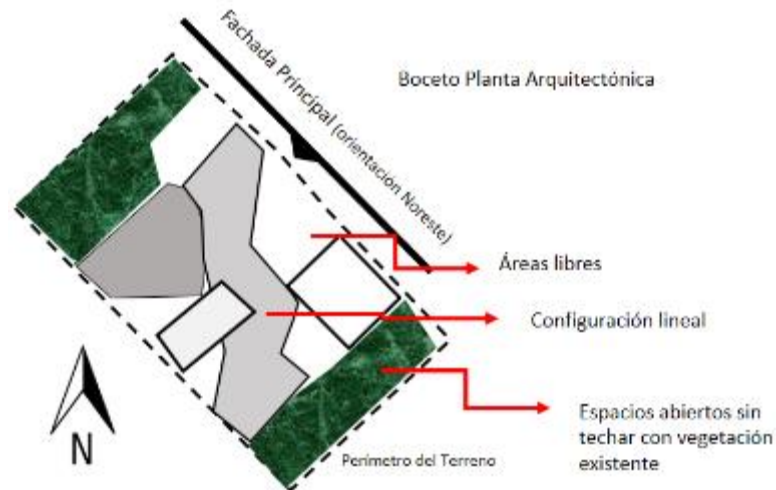 Boceto Planta Arquitectónica
Fachada Principal (orientación Noreste)
Áreas libres
Configuración lineal
Espacios abiertos sin
techar con vegetación
existente
N
Perímetro del Terreno